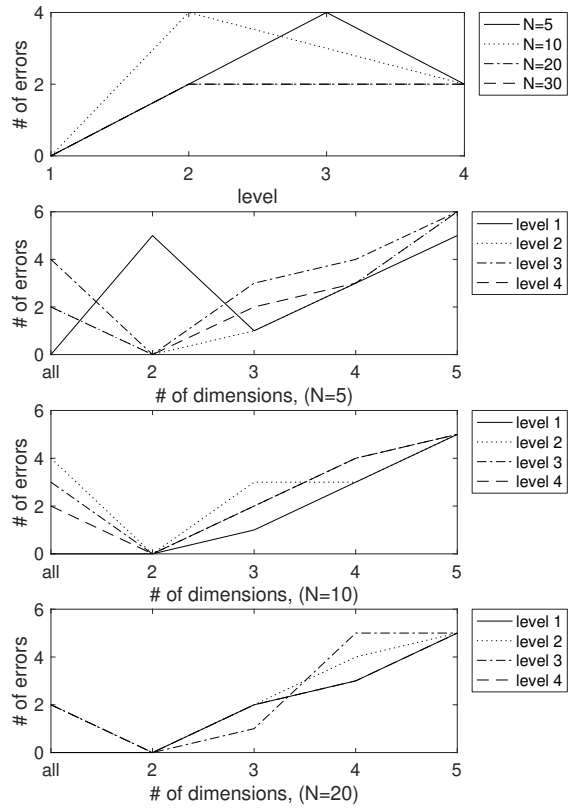 4
2
0
# of errors
1
2
3
4
level
N=5
N=10
N=20
N=30
6
4
2
0
# of errors
all
2
3
4
5
# of dimensions, (N=5)
level 1
level 2
level 3
level 4
6
4
2
0
# of errors
all
2
3
4
5
# of dimensions, (N=10)
level 1
level 2
level 3
level 4
6
4
2
0
# of errors
all
2
3
4
5
# of dimensions, (N=20)
level 1
level 2
level 3
level 4